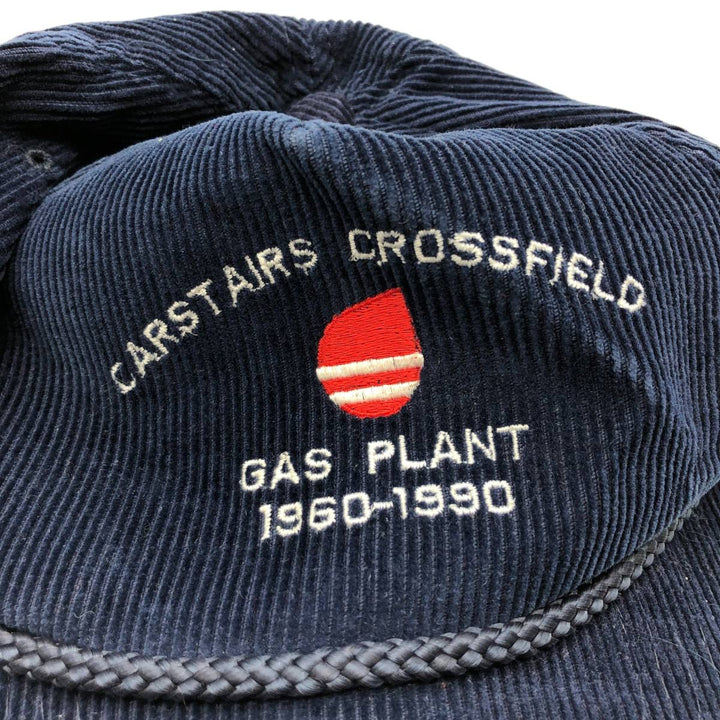 CARSTAIRS CROSSFIELD
GAS PLANT
1960-1990